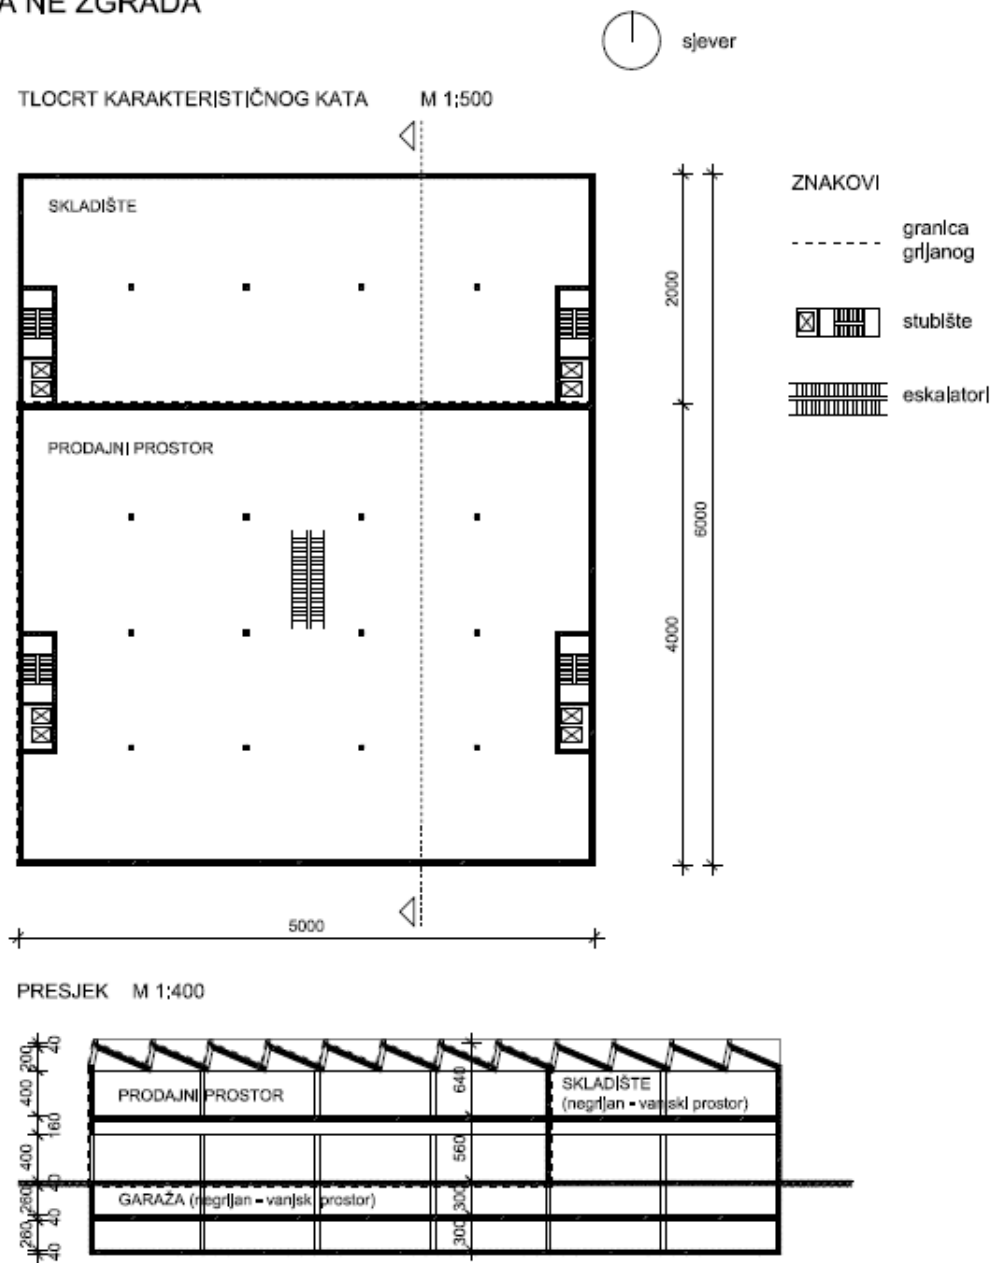 A NE ZGRADA
sjever
TLOCRT KARAKTERISTIČNOG KATA M 1:500
ZNAKOVI
granica
grijanog
stubište
eskalatori
SKLADIŠTE
PRODAJNI PROSTOR
2000
4000
6000
5000
PRESJEK M 1:400
PRODAJNI PROSTOR
SKLADIŠTE
(negrijan - vanjski prostor)
GARAŽA (negrijan - vanjski prostor)
40
200
400
160
400
40
260
40
260
40
640
560
300
300